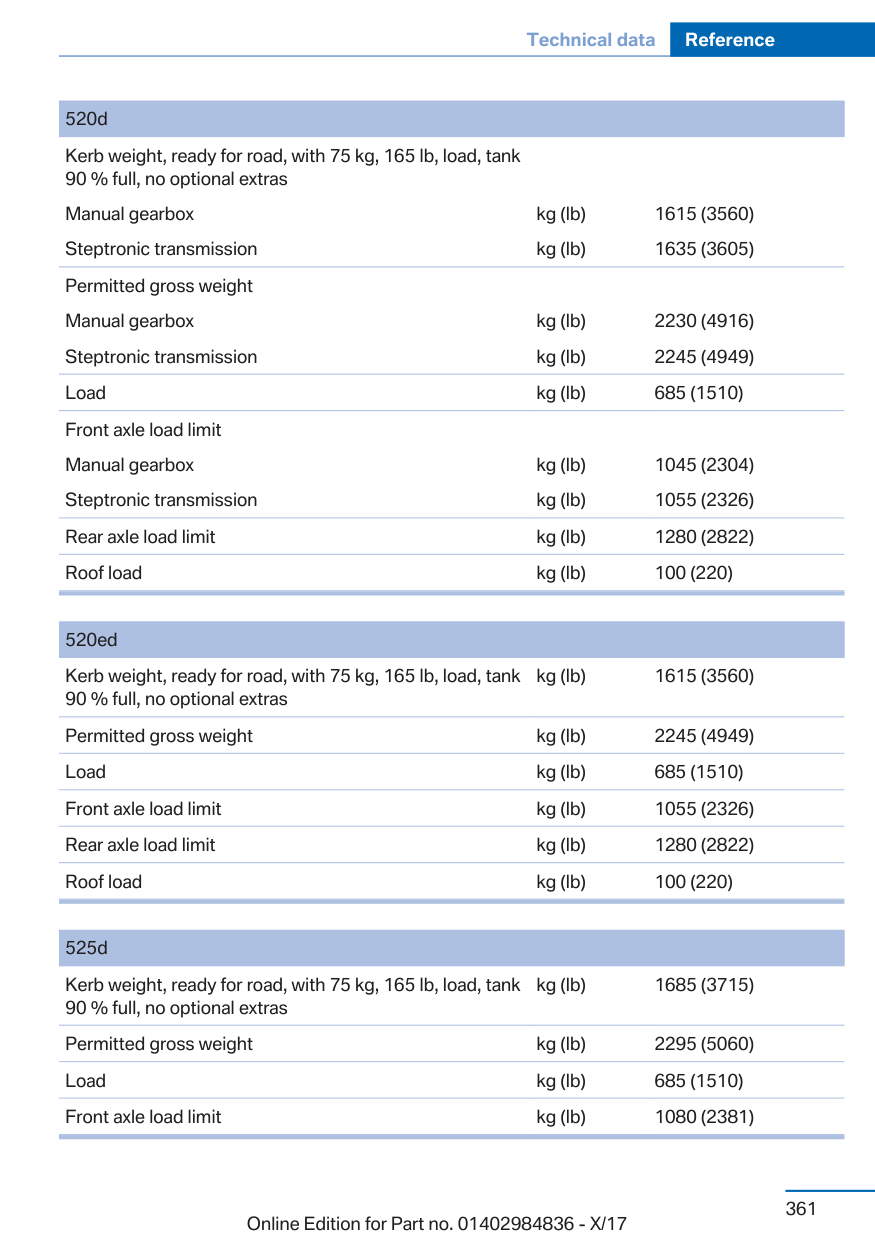 Technical data Reference
520d
Kerb weight, ready for road, with 75 kg, 165 lb, load, tank
90 % full, no optional extras
Manual gearbox kg (lb) 1615 (3560)
Steptronic transmission kg (lb) 1635 (3605)
Permitted gross weight
Manual gearbox kg (lb) 2230 (4916)
Steptronic transmission kg (lb) 2245 (4949)
Load kg (lb) 685 (1510)
Front axle load limit
Manual gearbox kg (lb) 1045 (2304)
Steptronic transmission kg (lb) 1055 (2326)
Rear axle load limit kg (lb) 1280 (2822)
Roof load kg (lb) 100 (220)
520ed
Kerb weight, ready for road, with 75 kg, 165 lb, load, tank kg (lb) 1615 (3560)
90 % full, no optional extras
Permitted gross weight kg (lb) 2245 (4949)
Load kg (lb) 685 (1510)
Front axle load limit kg (lb) 1055 (2326)
Rear axle load limit kg (lb) 1280 (2822)
Roof load kg (lb) 100 (220)
525d
Kerb weight, ready for road, with 75 kg, 165 lb, load, tank kg (lb) 1685 (3715)
90 % full, no optional extras
Permitted gross weight kg (lb) 2295 (5060)
Load kg (lb) 685 (1510)
Front axle load limit kg (lb) 1080 (2381)
361
Online Edition for Part no. 01402984836 - X/17